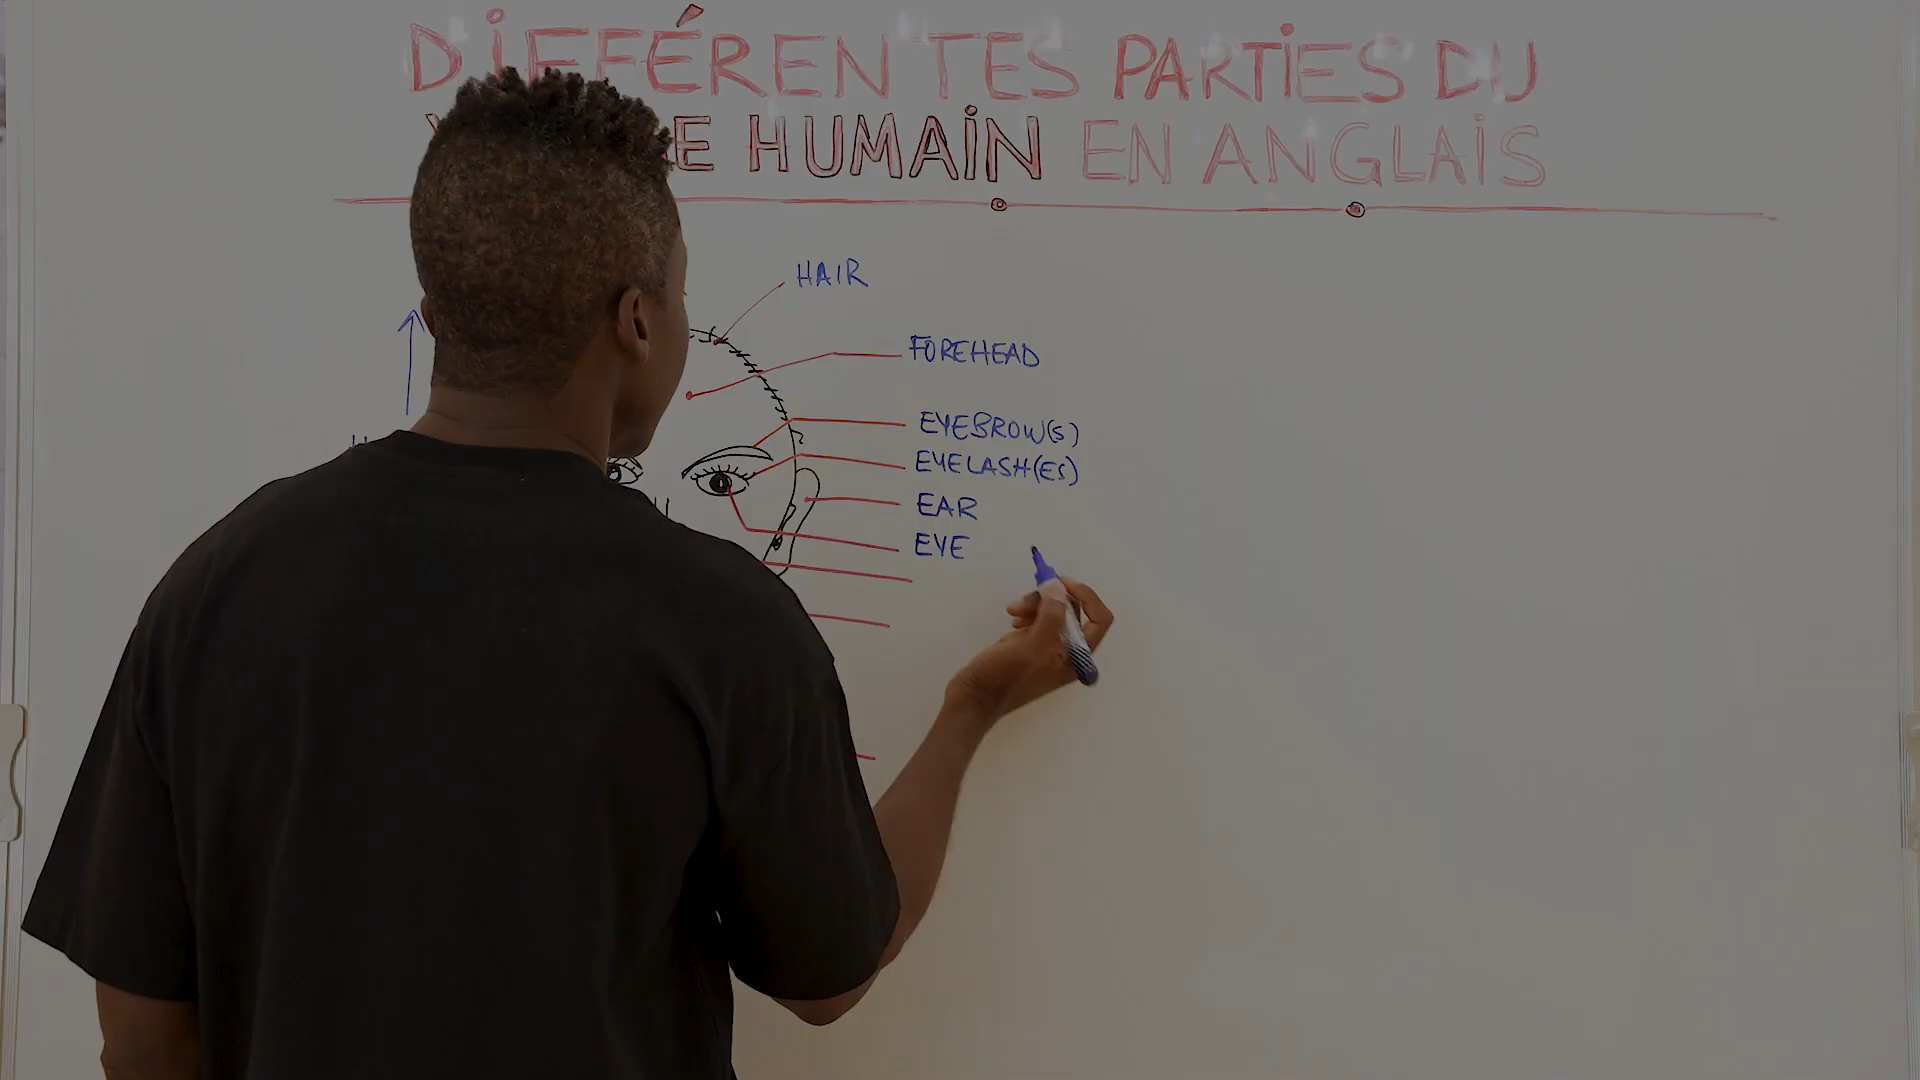 DIFFÉRENTES PARTIES DU
HUMAIN EN ANGLAIS
HAIR
FOREHEAD
EYEBROW(S)
EYELASH(ES)
EAR
EYE